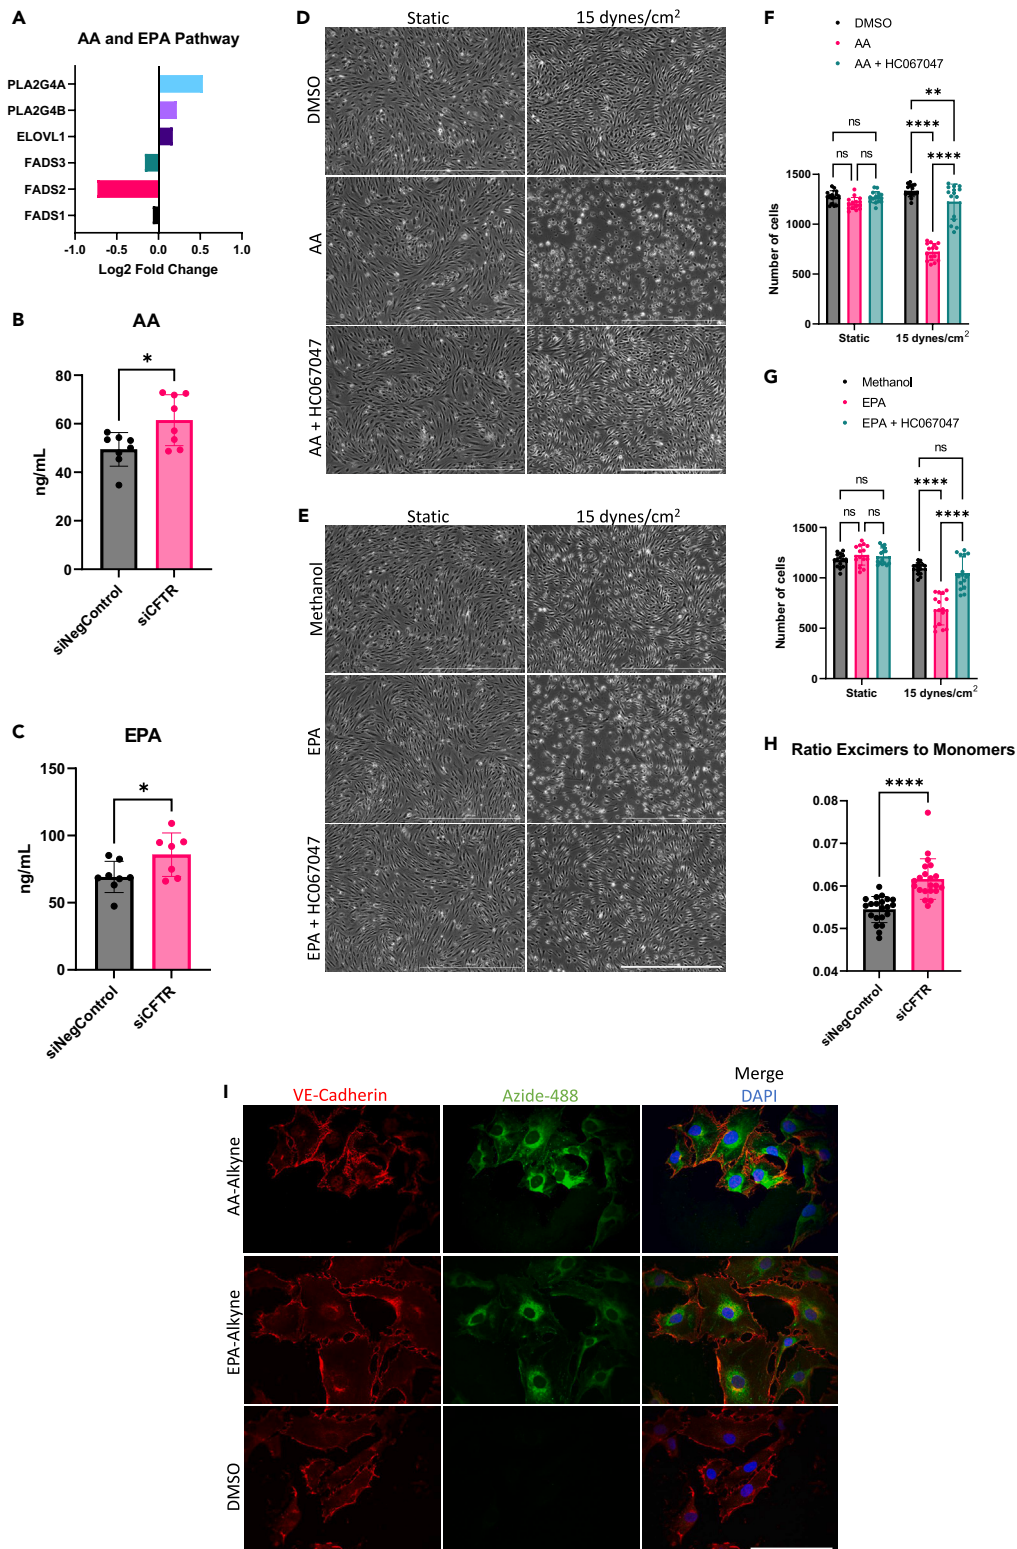 A
AA and EPA Pathway
PLA2G4A
PLA2G4B
ELOVL1
FADS3
FADS2
FADS1
-1.0 -0.5 0.0 0.5 1.0
Log2 Fold Change
B
AA
*
80
60
40
20
0
ng/mL
siNegControl
siCFTR
C
EPA
*
150
100
50
0
ng/mL
siNegControl
siCFTR
D
Static 15 dynes/cm²
DMSO
AA
AA + HC067047
E
Static 15 dynes/cm²
Methanol
EPA
EPA + HC067047
F
DMSO
AA
AA + HC067047
**
ns **** 
ns ns ****
1500
1000
500
0
Number of cells
Static 15 dynes/cm²
G
Methanol
EPA
EPA + HC067047
ns
ns ****
ns ns ****
1500
1000
500
0
Number of cells
Static 15 dynes/cm²
H
Ratio Excimers to Monomers
****
0.08
0.07
0.06
0.05
0.04
siNegControl
siCFTR
I
Merge
VE-Cadherin Azide-488 DAPI
AA-Alkyne
EPA-Alkyne
DMSO